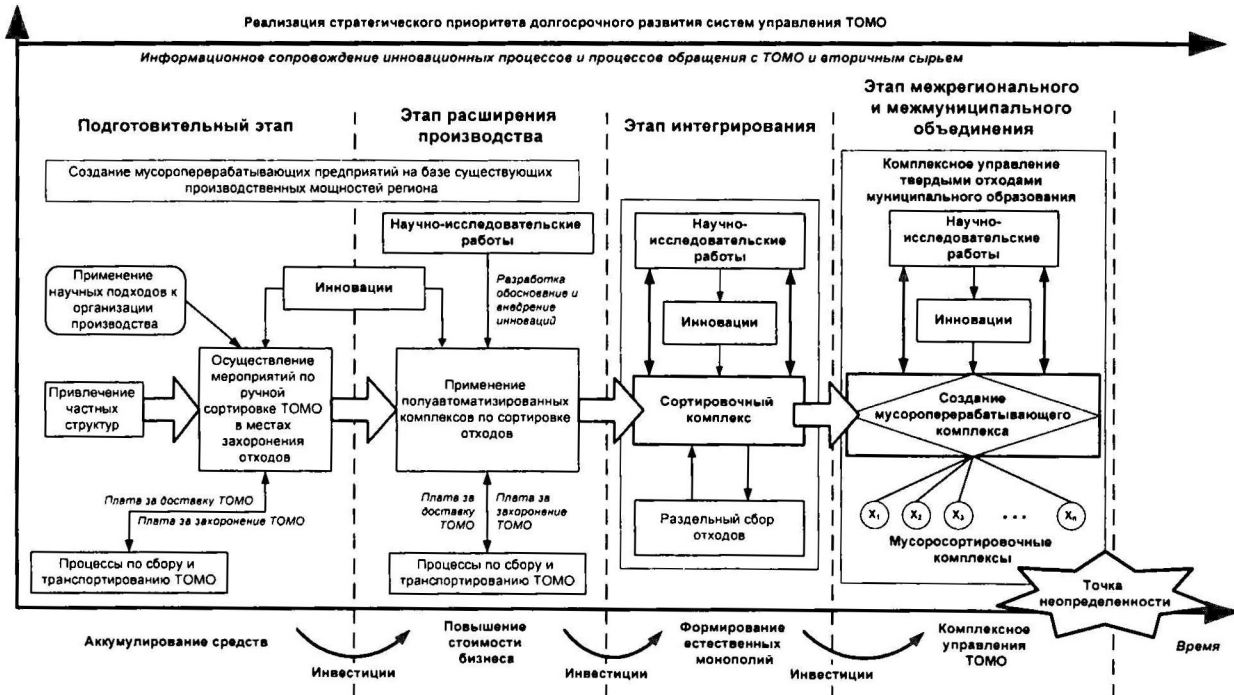 Реализация стратегического приоритета долгосрочного развития систем управления ТОМО
Информационное сопровождение инновационных процессов и процессов обращения с ТОМО и вторичным сырьем
Подготовительный этап
Этап расширения
производства
Этап интегрирования
Этап межрегионального
и межмуниципального
объединения
Создание мусороперерабатывающих предприятий на базе существующих
производственных мощностей региона
Применение
научных подходов к
организации
производства
Инновации
Привлечение
частных
структур
Осуществление
мероприятий по
ручной
сортировке ТОМО
в местах
захоронения
отходов
Плата за доставку ТОМО
Плата за захоронение ТОМО
Процессы по сбору и
транспортированию ТОМО
Научно-исследовательские
работы
Разработка
обоснование и
внедрение
инноваций
Применение
полуавтоматизированных
комплексов по сортировке
отходов
Плата за
доставку
ТОМО
Плата за
захоронение
ТОМО
Процессы по сбору и
транспортированию ТОМО
Научно-
исследовательские
работы
Инновации
Сортировочный
комплекс
Раздельный сбор
отходов
Комплексное управление
твердыми отходами
муниципального образования
Научно-
исследовательские
работы
Инновации
Создание
мусороперерабатывающего
комплекса
X1 X2 X3 ... Xn
Мусоросортировочные
комплексы
Точка
неопределенности
Время
Аккумулирование средств
Инвестиции
Повышение
стоимости
бизнеса
Инвестиции
Формирование
естественных
монополий
Инвестиции
Комплексное
управления
ТОМО